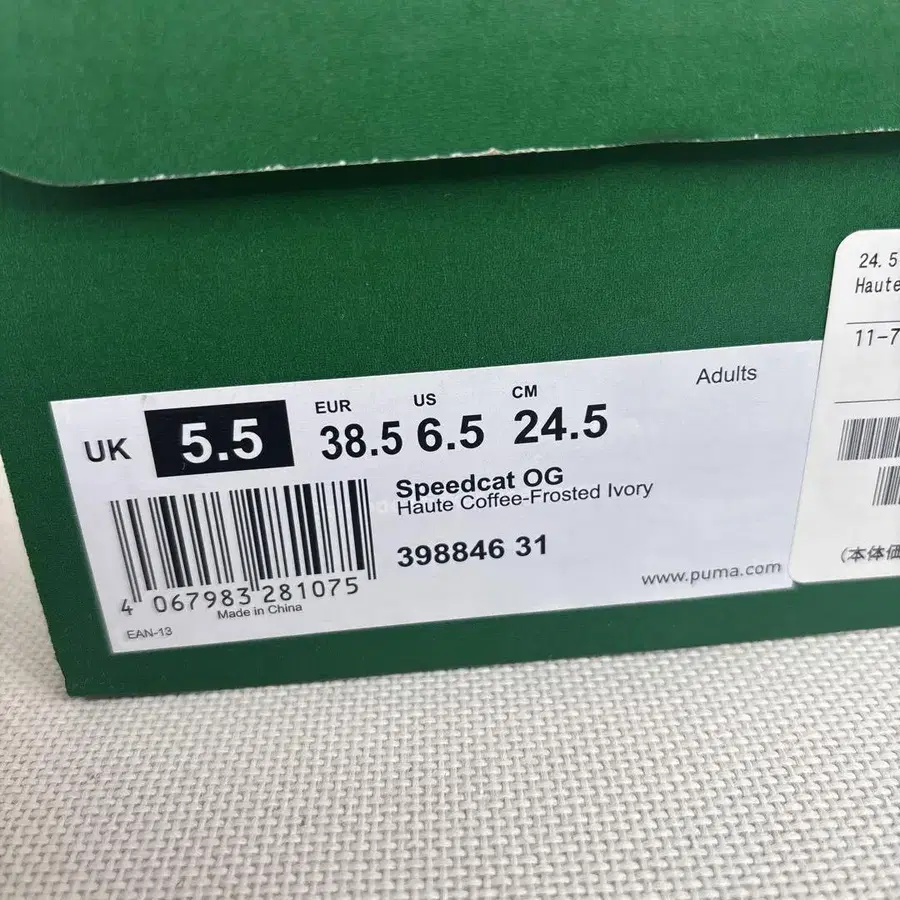 Adults
UK 5.5 EUR 38.5 US 6.5 CM 24.5
Speedcat OG
Haute Coffee-Frosted Ivory
398846 31
www.puma.com
4 067983 281075
Made in China
EAN-13
24.5
Haute
11-7
(本体価